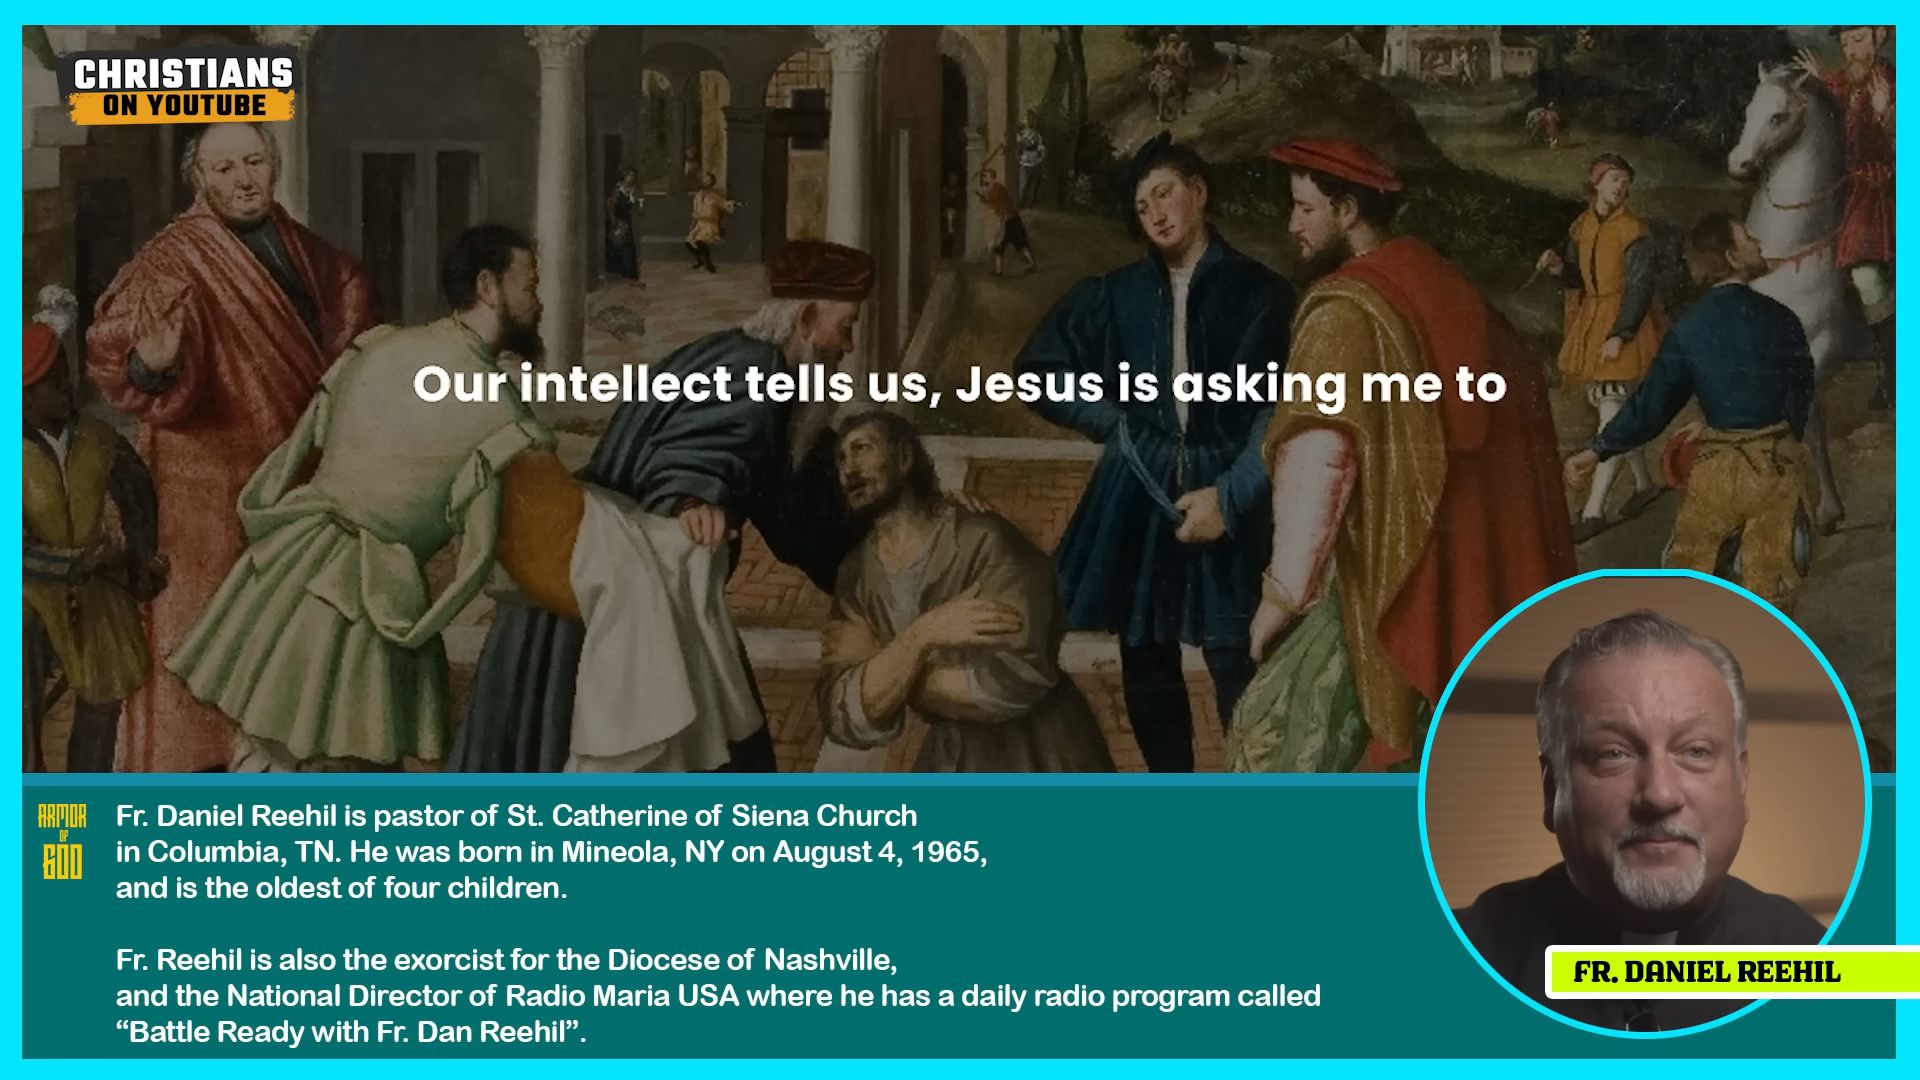 CHRISTIANS
ON YOUTUBE
Our intellect tells us, Jesus is asking me to
ARMOR
OF
GOD
Fr. Daniel Reehil is pastor of St. Catherine of Siena Church
in Columbia, TN. He was born in Mineola, NY on August 4, 1965,
and is the oldest of four children.
Fr. Reehil is also the exorcist for the Diocese of Nashville,
and the National Director of Radio Maria USA where he has a daily radio program called
“Battle Ready with Fr. Dan Reehil”.
FR. DANIEL REEHIL